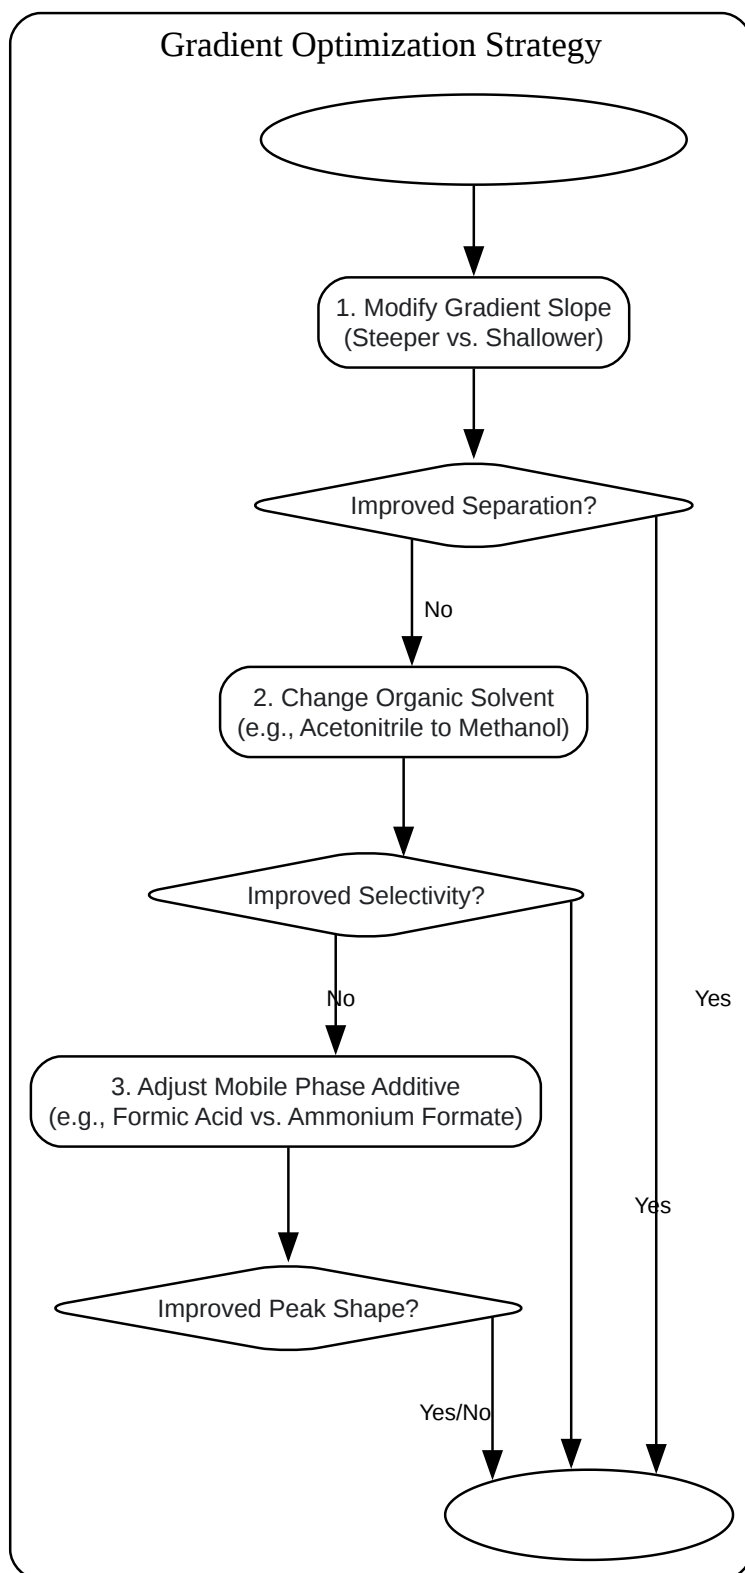 Gradient Optimization Strategy
1. Modify Gradient Slope
(Steeper vs. Shallower)
Improved Separation?
No
2. Change Organic Solvent
(e.g., Acetonitrile to Methanol)
Improved Selectivity?
No
Yes
3. Adjust Mobile Phase Additive
(e.g., Formic Acid vs. Ammonium Formate)
Yes
Improved Peak Shape?
Yes/No